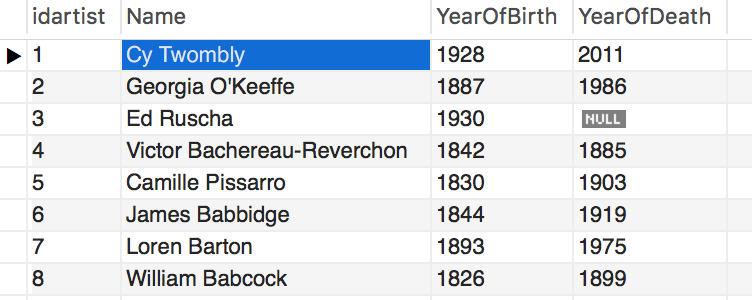 idartist Name YearOfBirth YearOfDeath
1 Cy Twombly 1928 2011
2 Georgia O'Keeffe 1887 1986
3 Ed Ruscha 1930 NULL
4 Victor Bachereau-Reverchon 1842 1885
5 Camille Pissarro 1830 1903
6 James Babbidge 1844 1919
7 Loren Barton 1893 1975
8 William Babcock 1826 1899